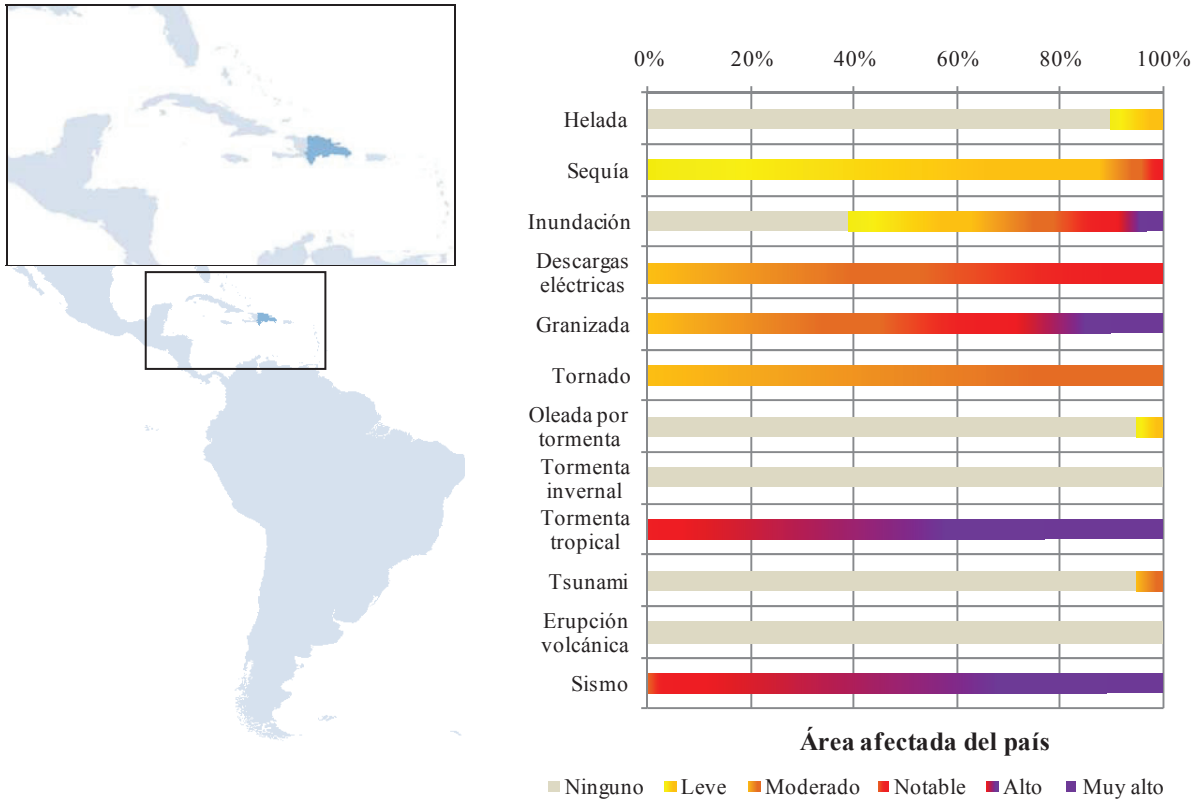 0% 20% 40% 60% 80% 100%
Helada
Sequía
Inundación
Descargas
eléctricas
Granizada
Tornado
Oleada por
tormenta
Tormenta
invernal
Tormenta
tropical
Tsunami
Erupción
volcánica
Sismo
Área afectada del país
Ninguno Leve Moderado Notable Alto Muy alto